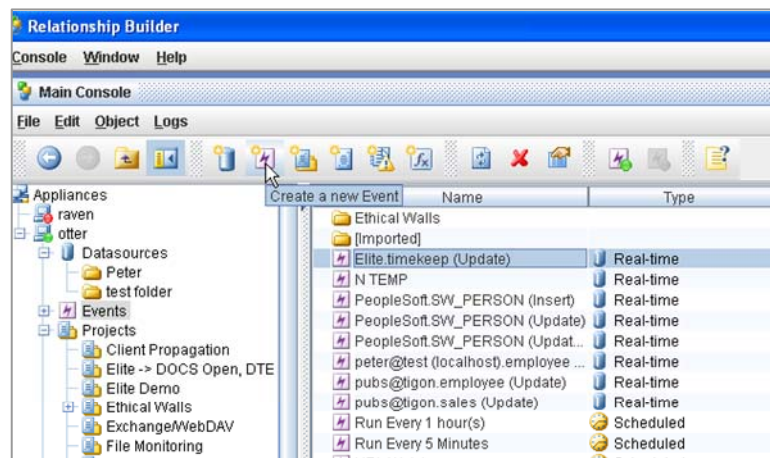 Relationship Builder
Console Window Help
Main Console
File Edit Object Logs
Create a new Event
Appliances
raven
otter
Datasources
Peter
test folder
Events
Projects
Client Propagation
Elite -> DOCS Open, DTE
Elite Demo
Ethical Walls
Exchange/WebDAV
File Monitoring
Name Type
Ethical Walls
[Imported]
Elite.timekeep (Update) Real-time
N TEMP Real-time
PeopleSoft.SW_PERSON (Insert) Real-time
PeopleSoft.SW_PERSON (Update) Real-time
PeopleSoft.SW_PERSON (Updat... Real-time
peter@test (localhost).employee ... Real-time
pubs@tigon.employee (Update) Real-time
pubs@tigon.sales (Update) Real-time
Run Every 1 hour(s) Scheduled
Run Every 5 Minutes Scheduled